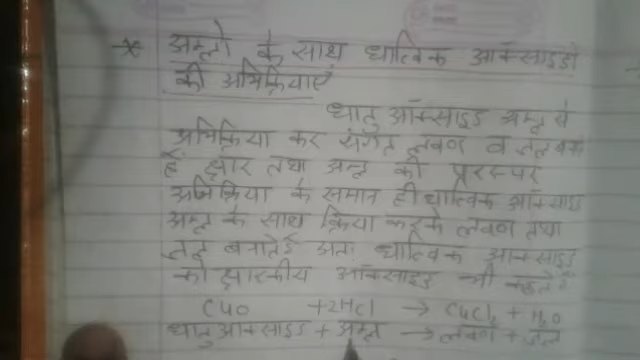 * अम्लो के साथ धात्विक ऑक्साइडो
की अभिक्रियाएं
धातु ऑक्साइड अम्ल से
अभिक्रिया कर संगत लवण व जल बनाते
है क्षार तथा अम्ल की परस्पर
अभिक्रिया के समान ही धात्विक ऑक्साइड
अम्ल के साथ क्रिया करके लवण तथा
जल बनाते है अतः धात्विक ऑक्साइड
को क्षारकीय ऑक्साइड भी कहते है
CuO +2HCl → CuCl₂ + H₂O
धातु ऑक्साइड + अम्ल → लवण + जल